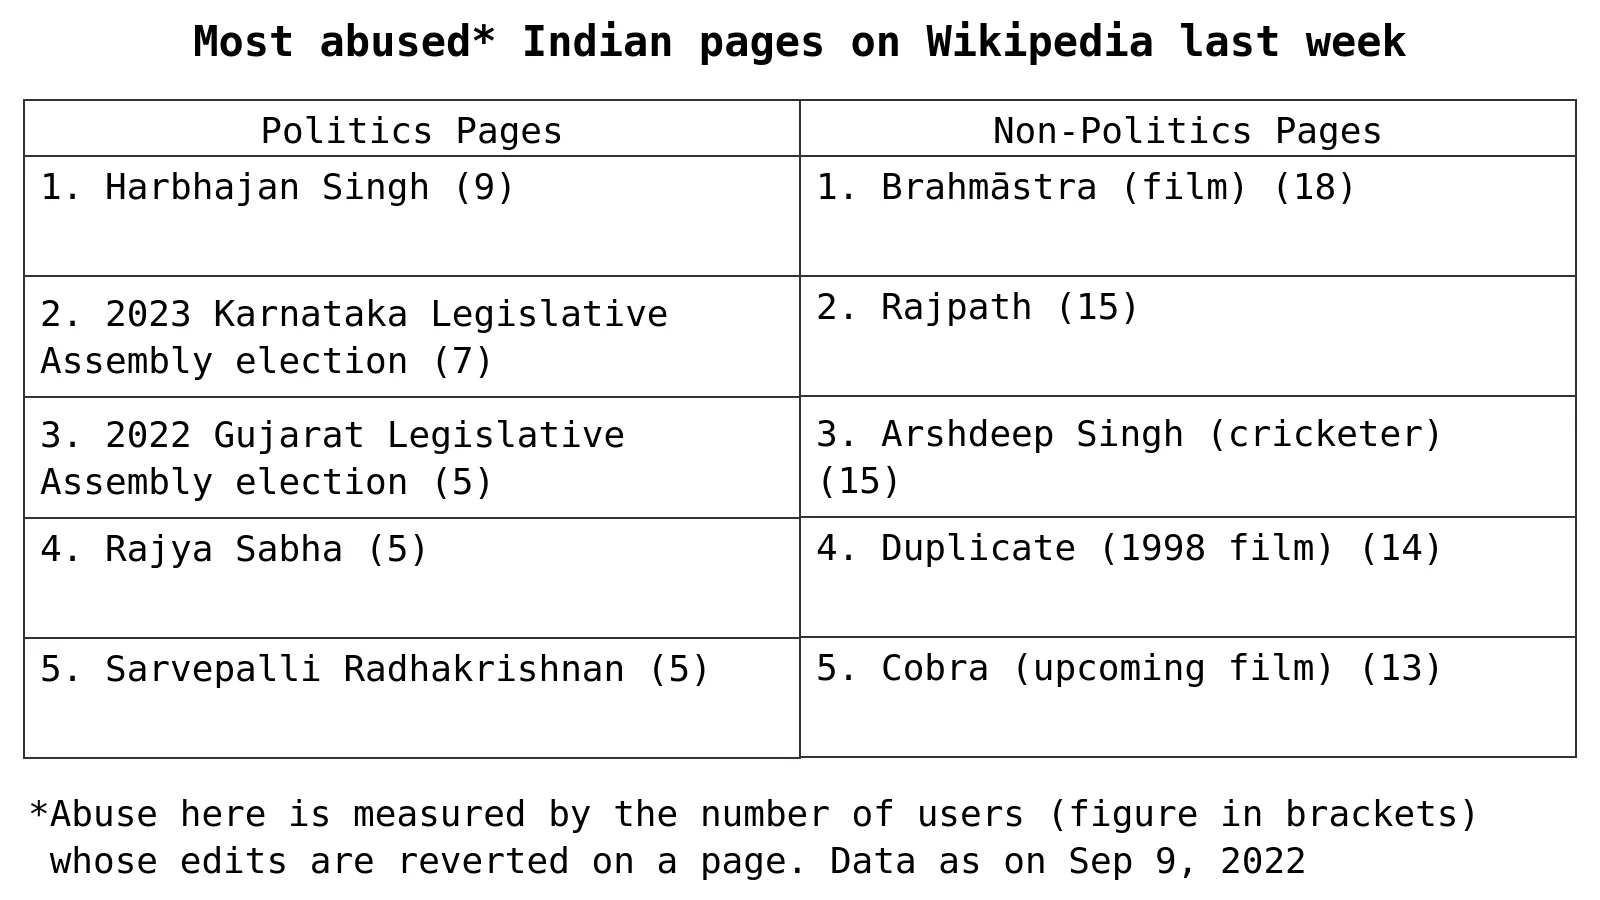 Most abused* Indian pages on Wikipedia last week
Politics Pages
Non-Politics Pages
1. Harbhajan Singh (9)
1. Brahmāstra (film) (18)
2. 2023 Karnataka Legislative
Assembly election (7)
2. Rajpath (15)
3. 2022 Gujarat Legislative
Assembly election (5)
3. Arshdeep Singh (cricketer)
(15)
4. Rajya Sabha (5)
4. Duplicate (1998 film) (14)
5. Sarvepalli Radhakrishnan (5)
5. Cobra (upcoming film) (13)
*Abuse here is measured by the number of users (figure in brackets)
whose edits are reverted on a page. Data as on Sep 9, 2022